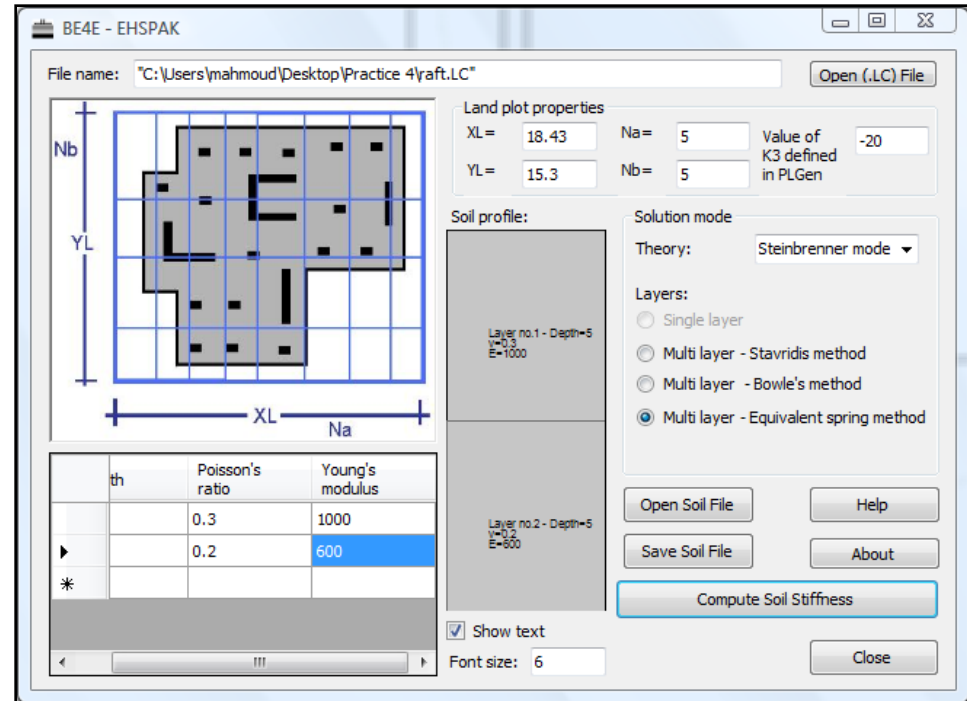 BE4E - EHSPAK
File name: "C:\Users\mahmoud\Desktop\Practice 4\raft.LC" Open (.LC) File
Nb
YL
XL
Na
Land plot properties
XL= 18.43 Na= 5 Value of K3 defined in PLGen -20
YL= 15.3 Nb= 5
Soil profile:
Layer no.1 - Depth=5
v=0.3
E=1000
Layer no.2 - Depth=5
v=0.2
E=600
Solution mode
Theory: Steinbrenner mode
Layers:
Single layer
Multi layer - Stavridis method
Multi layer - Bowle's method
Multi layer - Equivalent spring method
th Poisson's ratio Young's modulus
0.3 1000
0.2 600
Open Soil File Help
Save Soil File About
Compute Soil Stiffness
Show text
Font size: 6
Close